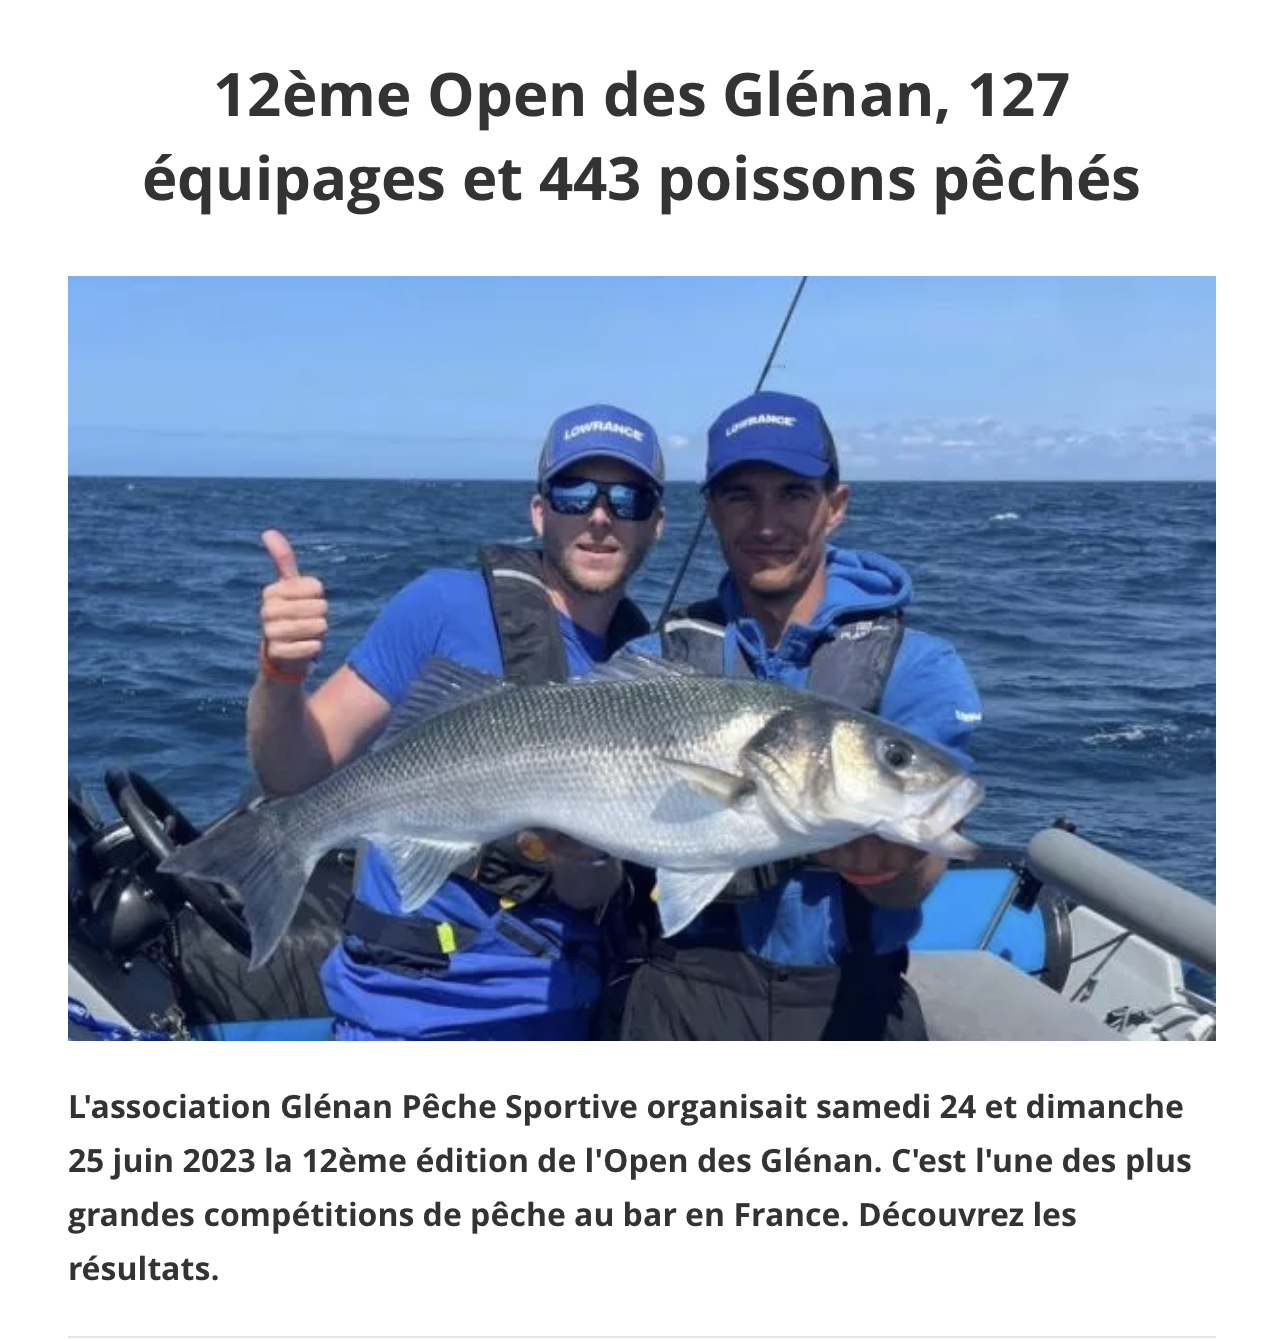 12ème Open des Glénan, 127
équipages et 443 poissons pêchés
LOWRANCE
LOWRANCE
L'association Glénan Pêche Sportive organisait samedi 24 et dimanche
25 juin 2023 la 12ème édition de l'Open des Glénan. C'est l'une des plus
grandes compétitions de pêche au bar en France. Découvrez les
résultats.